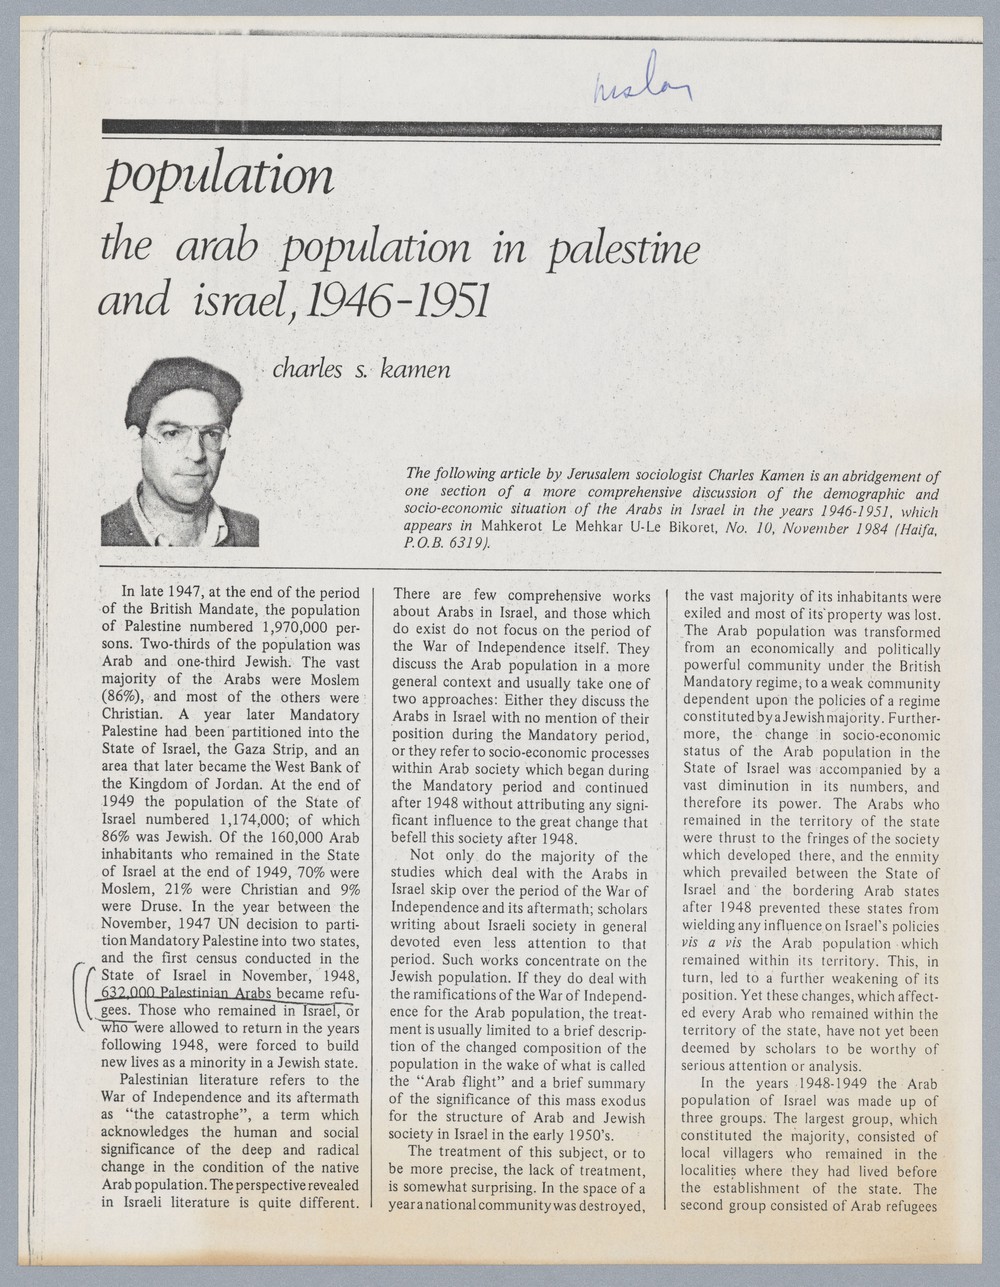 population
the arab population in palestine
and israel, 1946-1951
charles s. kamen
The following article by Jerusalem sociologist Charles Kamen is an abridgement of
one section of a more comprehensive discussion of the demographic and
socio-economic situation of the Arabs in Israel in the years 1946-1951, which
appears in Mahkerot Le Mehkar U-Le Bikoret, No. 10, November 1984 (Haifa,
P.O.B. 6319).
In late 1947, at the end of the period
of the British Mandate, the population
of Palestine numbered 1,970,000 per-
sons. Two-thirds of the population was
Arab and one-third Jewish. The vast
majority of the Arabs were Moslem
(86%), and most of the others were
Christian. A year later Mandatory
Palestine had been partitioned into the
State of Israel, the Gaza Strip, and an
area that later became the West Bank of
the Kingdom of Jordan. At the end of
1949 the population of the State of
Israel numbered 1,174,000; of which
86% was Jewish. Of the 160,000 Arab
inhabitants who remained in the State
of Israel at the end of 1949, 70% were
Moslem, 21% were Christian and 9%
were Druse. In the year between the
November, 1947 UN decision to parti-
tion Mandatory Palestine into two states,
and the first census conducted in the
State of Israel in November, 1948,
632,000 Palestinian Arabs became refu-
gees. Those who remained in Israel, or
who were allowed to return in the years
following 1948, were forced to build
new lives as a minority in a Jewish state.
Palestinian literature refers to the
War of Independence and its aftermath
as "the catastrophe", a term which
acknowledges the human and social
significance of the deep and radical
change in the condition of the native
Arab population. The perspective revealed
in Israeli literature is quite different.
There are few comprehensive works
about Arabs in Israel, and those which
do exist do not focus on the period of
the War of Independence itself. They
discuss the Arab population in a more
general context and usually take one of
two approaches: Either they discuss the
Arabs in Israel with no mention of their
position during the Mandatory period,
or they refer to socio-economic processes
within Arab society which began during
the Mandatory period and continued
after 1948 without attributing any signi-
ficant influence to the great change that
befell this society after 1948.
Not only do the majority of the
studies which deal with the Arabs in
Israel skip over the period of the War of
Independence and its aftermath; scholars
writing about Israeli society in general
devoted even less attention to that
period. Such works concentrate on the
Jewish population. If they do deal with
the ramifications of the War of Independ-
ence for the Arab population, the treat-
ment is usually limited to a brief descrip-
tion of the changed composition of the
population in the wake of what is called
the "Arab flight" and a brief summary
of the significance of this mass exodus
for the structure of Arab and Jewish
society in Israel in the early 1950's.
The treatment of this subject, or to
be more precise, the lack of treatment,
is somewhat surprising. In the space of a
year a national community was destroyed,
the vast majority of its inhabitants were
exiled and most of its property was lost.
The Arab population was transformed
from an economically and politically
powerful community under the British
Mandatory regime, to a weak community
dependent upon the policies of a regime
constituted by a Jewish majority. Further-
more, the change in socio-economic
status of the Arab population in the
State of Israel was accompanied by a
vast diminution in its numbers, and
therefore its power. The Arabs who
remained in the territory of the state
were thrust to the fringes of the society
which developed there, and the enmity
which prevailed between the State of
Israel and the bordering Arab states
after 1948 prevented these states from
wielding any influence on Israel's policies
vis a vis the Arab population which
remained within its territory. This, in
turn, led to a further weakening of its
position. Yet these changes, which affect-
ed every Arab who remained within the
territory of the state, have not yet been
deemed by scholars to be worthy of
serious attention or analysis.
In the years 1948-1949 the Arab
population of Israel was made up of
three groups. The largest group, which
constituted the majority, consisted of
local villagers who remained in the
localities where they had lived before
the establishment of the state. The
second group consisted of Arab refugees